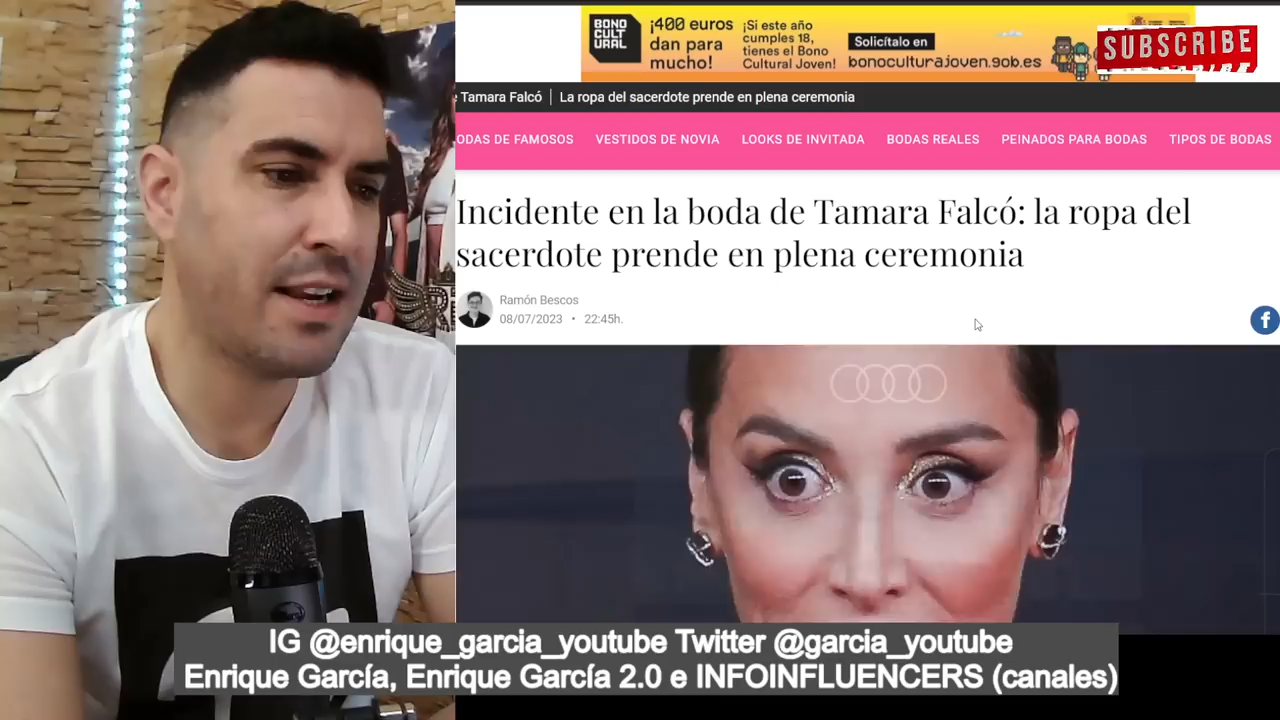 BONO
CULT
URAL
¡400 euros
dan para
mucho!
¡Si este año
cumples 18,
tienes el Bono
Cultural Joven!
Solicítalo en
bonoculturajoven.gob.es
SUBSCRIBE
Tamara Falcó | La ropa del sacerdote prende en plena ceremonia
ODAS DE FAMOSOS VESTIDOS DE NOVIA LOOKS DE INVITADA BODAS REALES PEINADOS PARA BODAS TIPOS DE BODAS
Incidente en la boda de Tamara Falcó: la ropa del
sacerdote prende en plena ceremonia
Ramón Bescos
08/07/2023 • 22:45h.
f
IG @enrique_garcia_youtube Twitter @garcia_youtube
Enrique García, Enrique García 2.0 e INFOINFLUENCERS (canales)